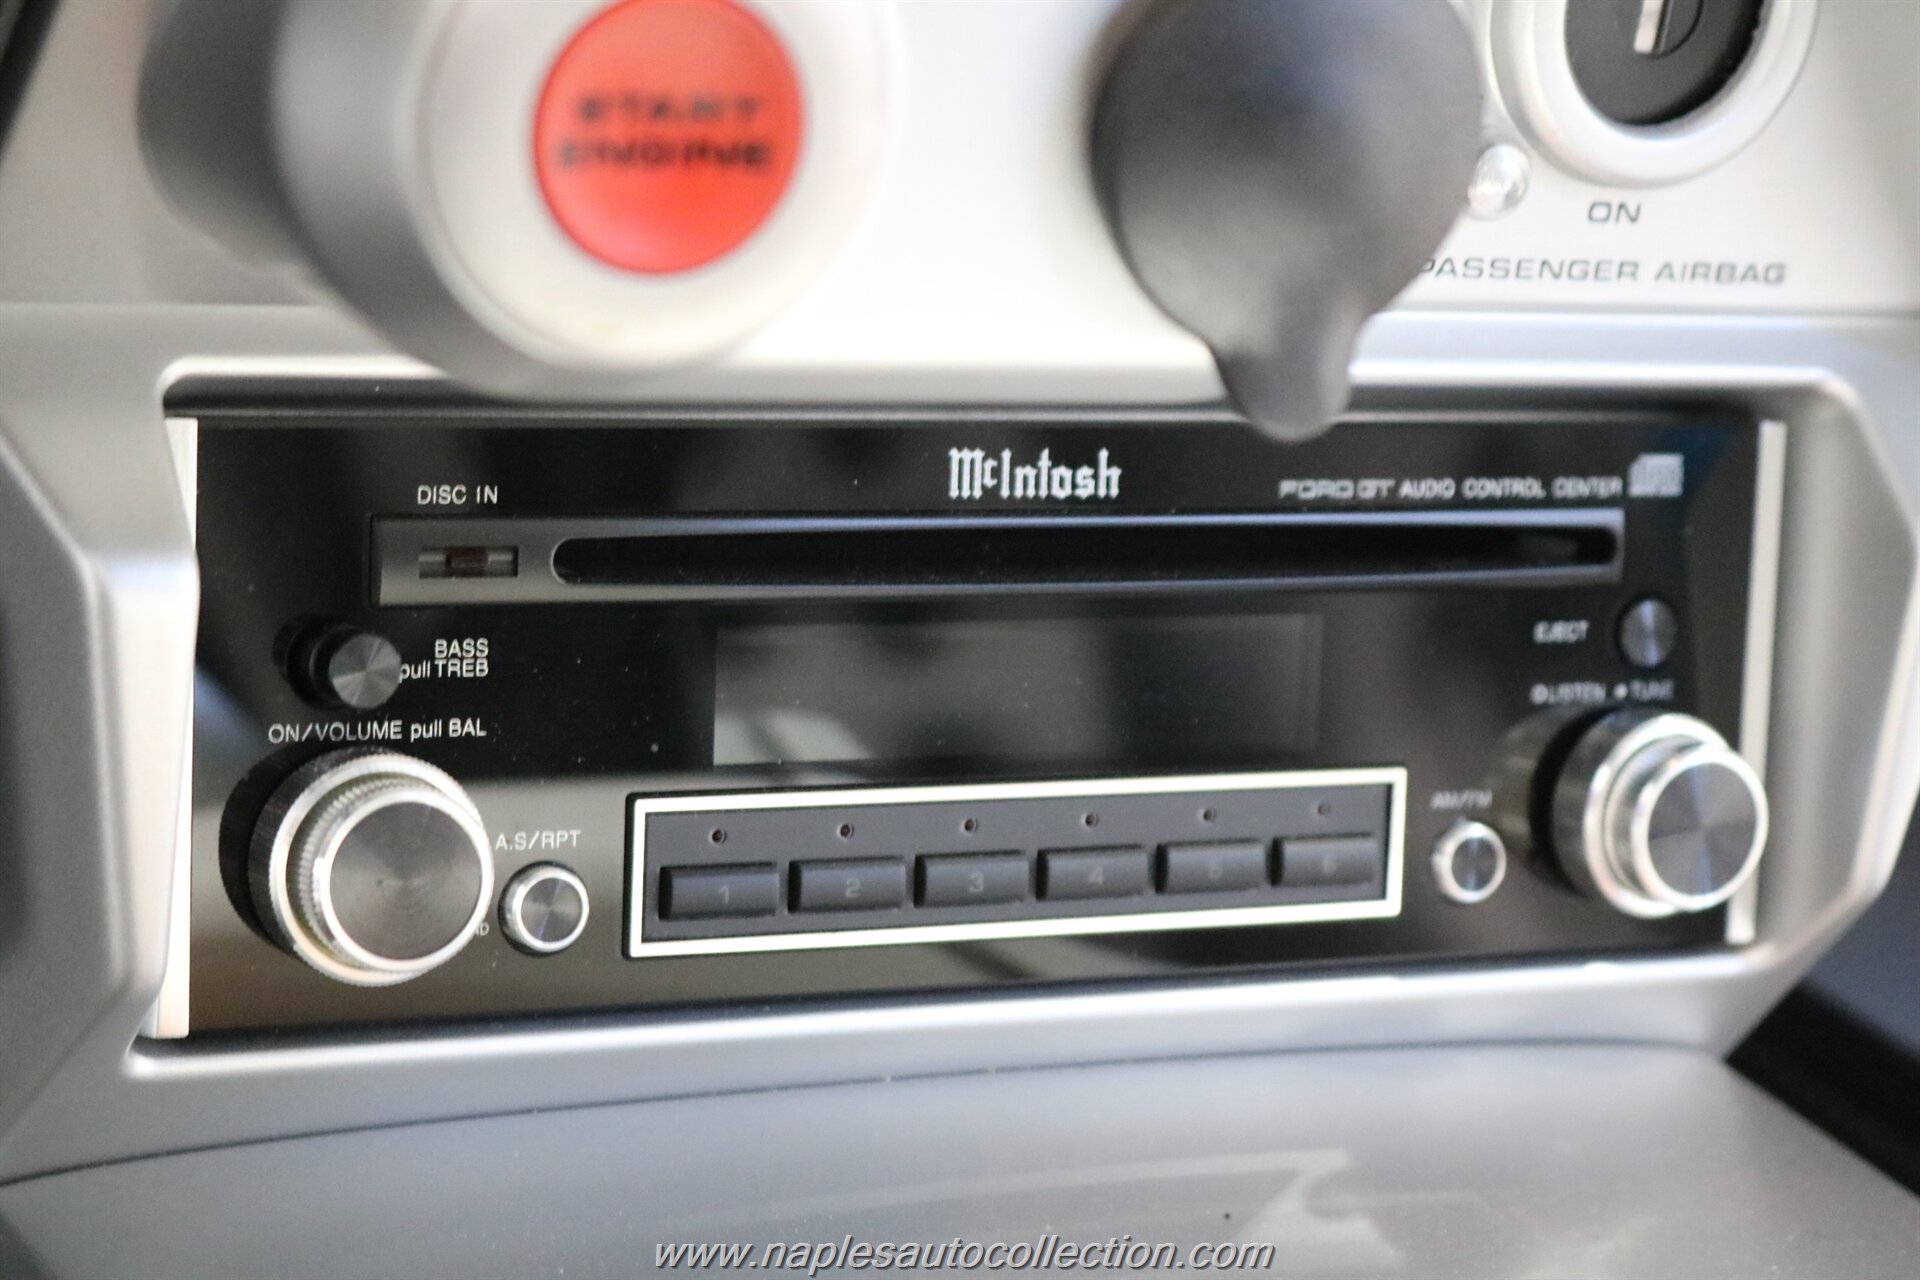 START
ENGINE
ON
PASSENGER AIRBAG
McIntosh
DISC IN
FORD GT AUDIO CONTROL CENTER
EJECT
BASS
pull TREB
LISTEN TUNE
ON/VOLUME pull BAL
AM/FM
A.S/RPT
1 2 3 4 5 6
www.naplesautocollection.com